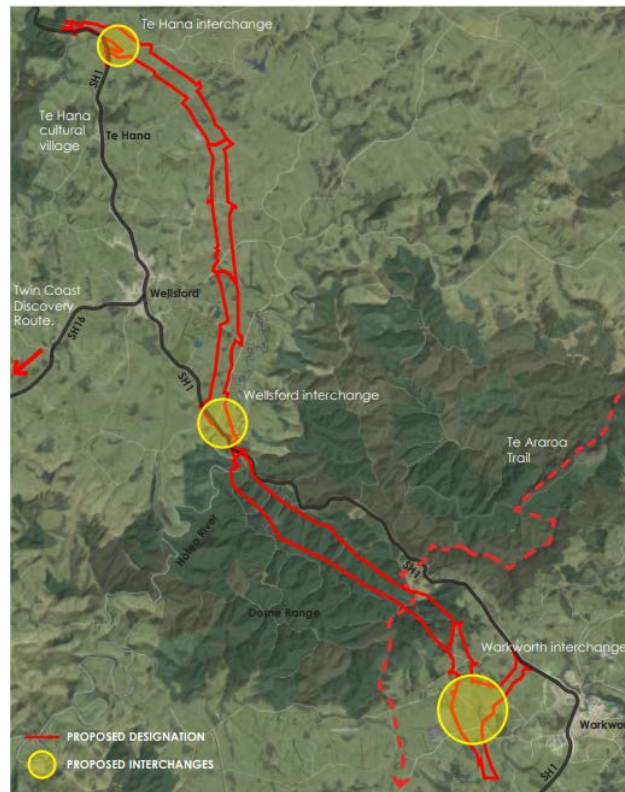 Te Hana interchange
SH1
Te Hana
cultural
village
Te Hana
Twin Coast
Discovery
Route.
Wellsford
SH16
SH1
Wellsford interchange
Te Araroa
Trail
Hoteo River
SH1
Dome Range
Warkworth interchange
Warkwo
PROPOSED DESIGNATION
PROPOSED INTERCHANGES
SH1